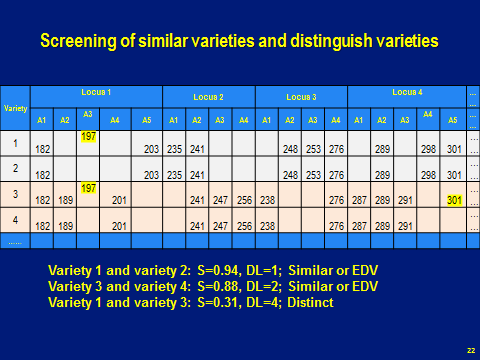 Screening of similar varieties and distinguish varieties
Variety Locus 1 Locus 2 Locus 3 Locus 4 ... ...
A1 A2 A3 A4 A5 A1 A2 A3 A4 A1 A2 A3 A4 A1 A2 A3 A4 A5 ... ...
1 182 197 203 235 241 248 253 276 289 298 301 ... ...
2 182 203 235 241 248 253 276 289 298 301 ... ...
3 182 189 197 201 241 247 256 238 276 287 289 291 301 ... ...
4 182 189 201 241 247 256 238 276 287 289 291 ... ...
......
Variety 1 and variety 2: S=0.94, DL=1; Similar or EDV
Variety 3 and variety 4: S=0.88, DL=2; Similar or EDV
Variety 1 and variety 3: S=0.31, DL=4; Distinct
22